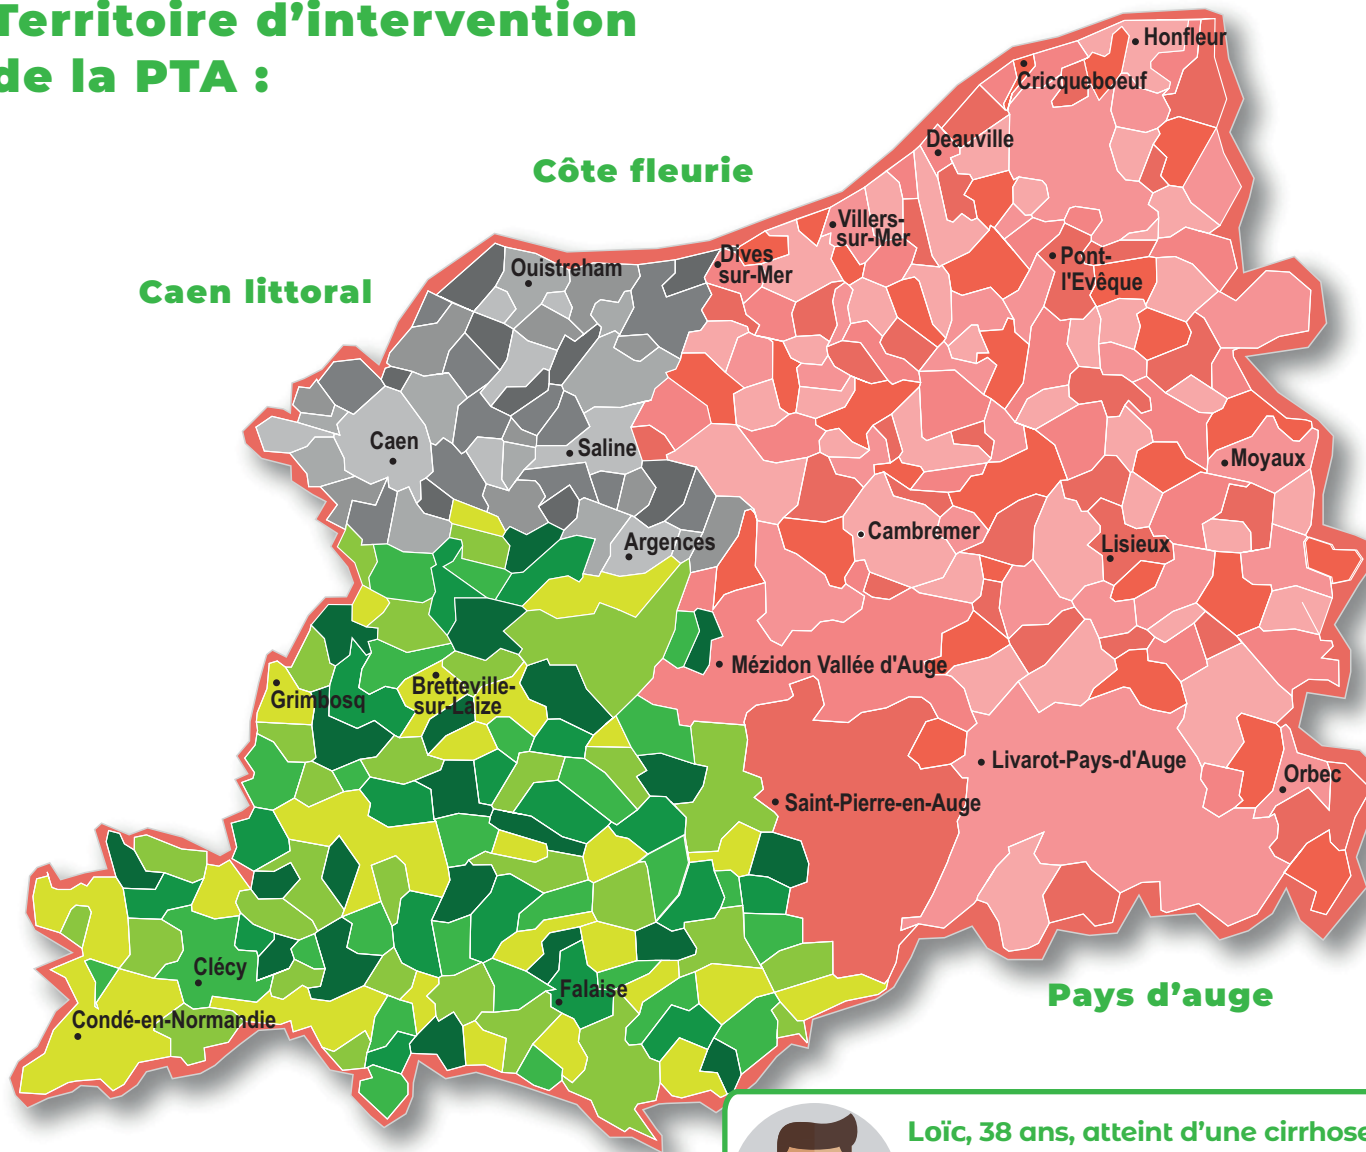 Territoire d’intervention
de la PTA :
Côte fleurie
Caen littoral
Honfleur
Cricqueboeuf
Deauville
Villers-
sur-Mer
Dives
sur-Mer
Pont-
l'Evêque
Ouistreham
Caen
Saline
Moyaux
Argences
Cambremer
Lisieux
Mézidon Vallée d'Auge
Grimbosq
Bretteville-
sur-Laize
Livarot-Pays-d'Auge
Orbec
Saint-Pierre-en-Auge
Clécy
Falaise
Condé-en-Normandie
Pays d’auge
Loïc, 38 ans, atteint d’une cirrhose